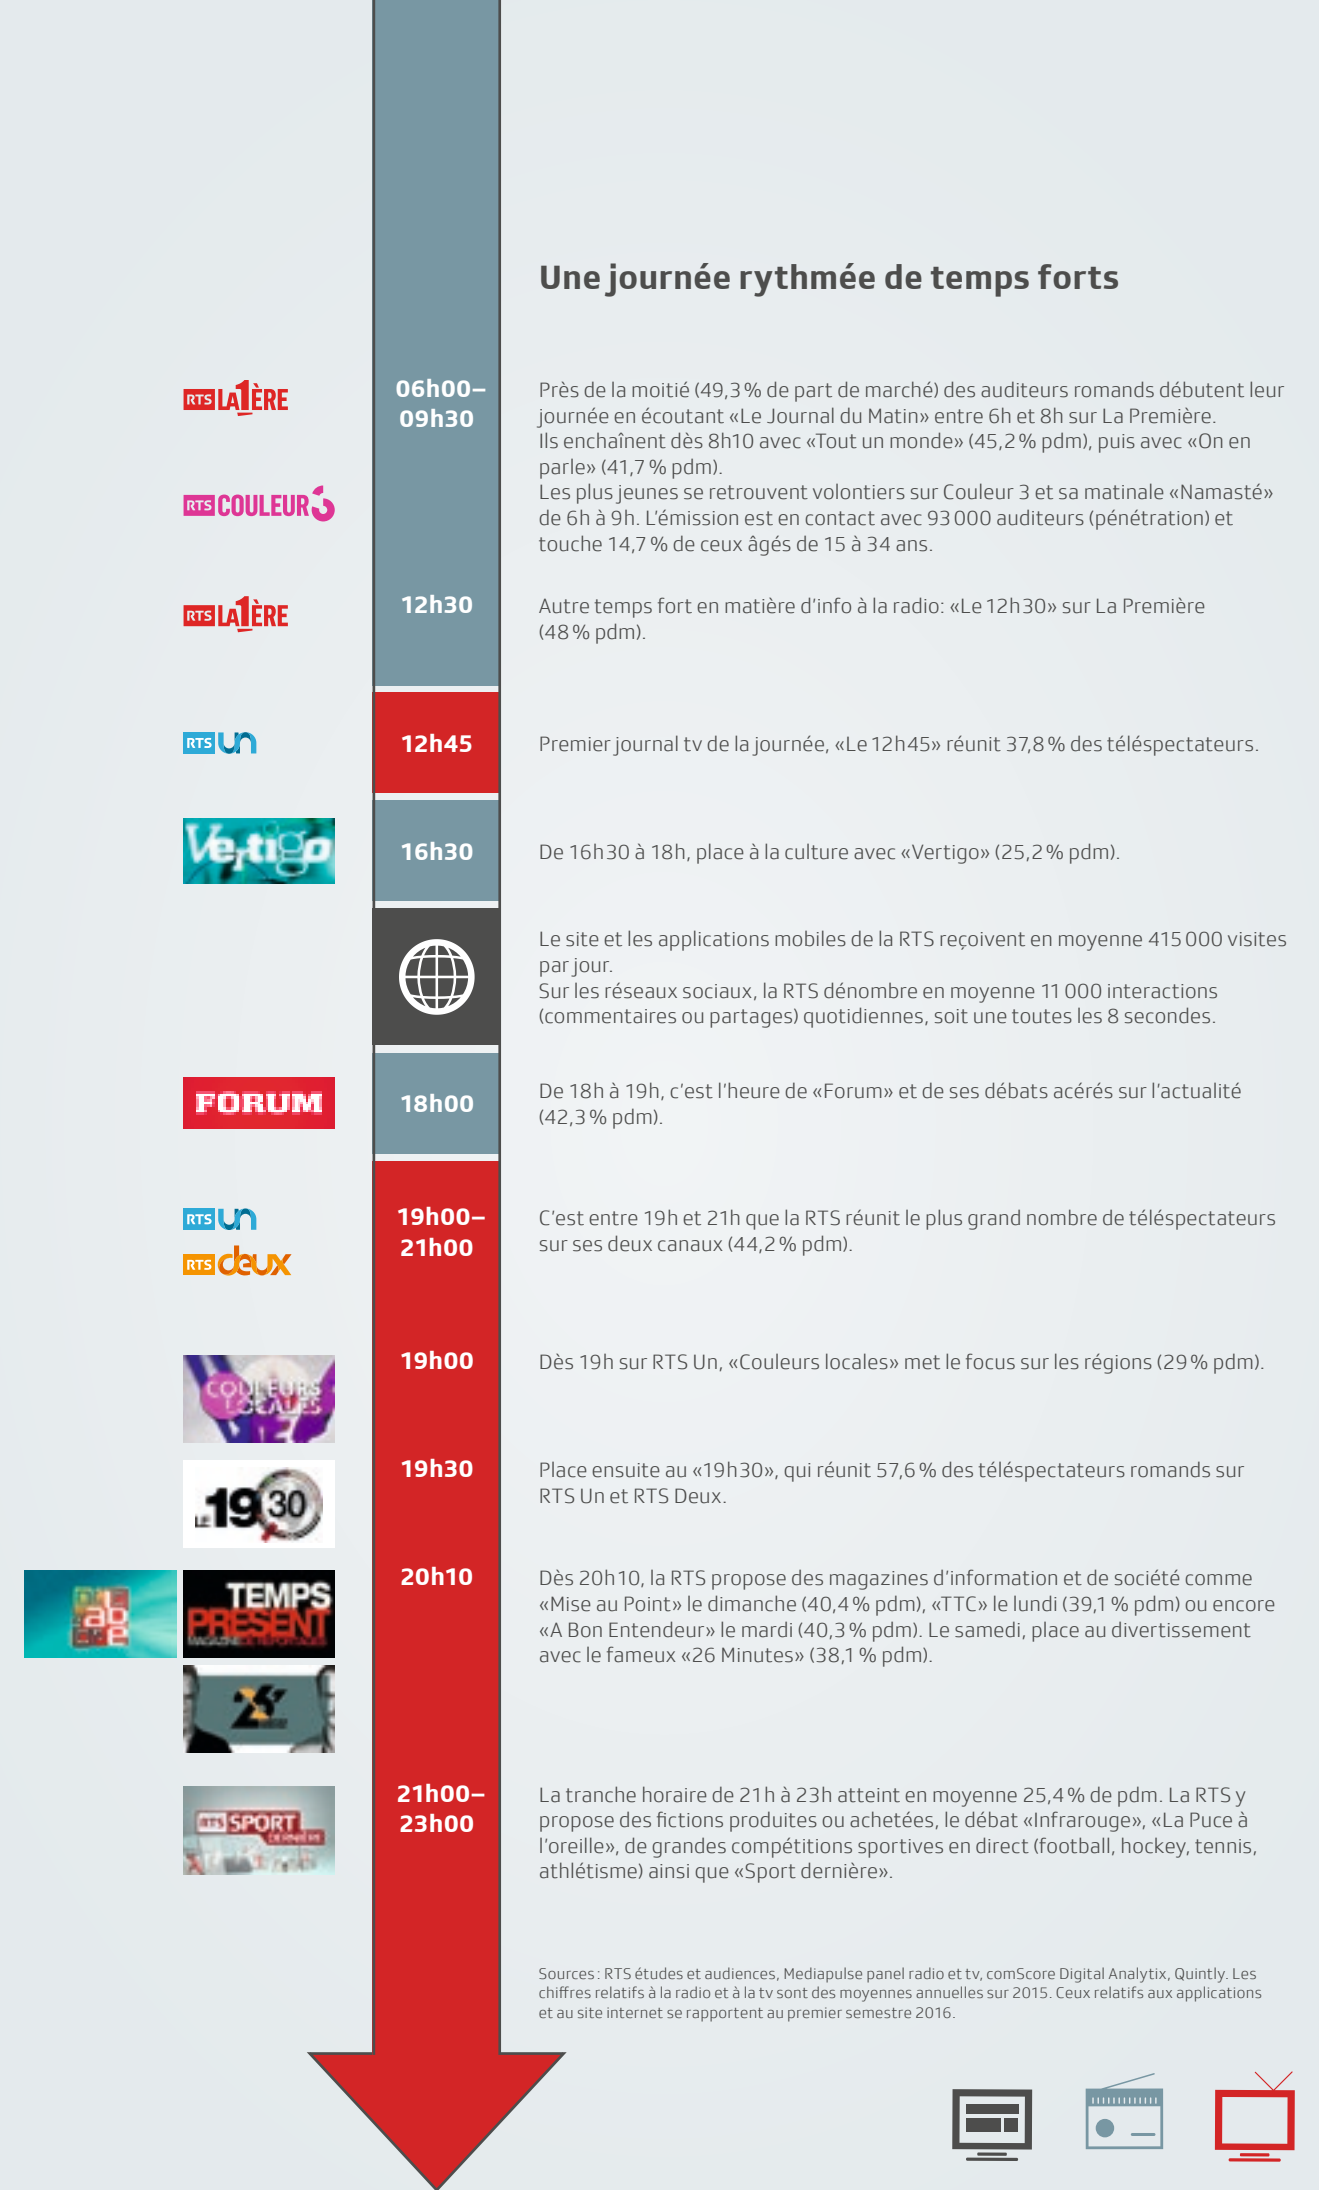 Une journée rythmée de temps forts
RTS LA 1ÈRE
06h00–
09h30
Près de la moitié (49,3 % de part de marché) des auditeurs romands débutent leur
journée en écoutant «Le Journal du Matin» entre 6h et 8h sur La Première.
Ils enchaînent dès 8h10 avec «Tout un monde» (45,2 % pdm), puis avec «On en
parle» (41,7 % pdm).
RTS COULEUR 3
Les plus jeunes se retrouvent volontiers sur Couleur 3 et sa matinale «Namasté»
de 6h à 9h. L'émission est en contact avec 93 000 auditeurs (pénétration) et
touche 14,7 % de ceux âgés de 15 à 34 ans.
RTS LA 1ÈRE
12h30
Autre temps fort en matière d'info à la radio: «Le 12h30» sur La Première
(48 % pdm).
RTS un
12h45
Premier journal tv de la journée, «Le 12h45» réunit 37,8 % des téléspectateurs.
Vertigo
16h30
De 16h30 à 18h, place à la culture avec «Vertigo» (25,2 % pdm).
Le site et les applications mobiles de la RTS reçoivent en moyenne 415 000 visites
par jour.
Sur les réseaux sociaux, la RTS dénombre en moyenne 11 000 interactions
(commentaires ou partages) quotidiennes, soit une toutes les 8 secondes.
FORUM
18h00
De 18h à 19h, c'est l'heure de «Forum» et de ses débats acérés sur l'actualité
(42,3 % pdm).
RTS un
RTS deux
19h00–
21h00
C'est entre 19h et 21h que la RTS réunit le plus grand nombre de téléspectateurs
sur ses deux canaux (44,2 % pdm).
COULEURS
LOCALES
19h00
Dès 19h sur RTS Un, «Couleurs locales» met le focus sur les régions (29 % pdm).
LE 19 30
19h30
Place ensuite au «19h30», qui réunit 57,6 % des téléspectateurs romands sur
RTS Un et RTS Deux.
abe
TEMPS
PRESENT
MAGAZINE DE REPORTAGES
26'
20h10
Dès 20h10, la RTS propose des magazines d'information et de société comme
«Mise au Point» le dimanche (40,4 % pdm), «TTC» le lundi (39,1 % pdm) ou encore
«A Bon Entendeur» le mardi (40,3 % pdm). Le samedi, place au divertissement
avec le fameux «26 Minutes» (38,1 % pdm).
RTS SPORT
DERNIÈRE
21h00–
23h00
La tranche horaire de 21h à 23h atteint en moyenne 25,4 % de pdm. La RTS y
propose des fictions produites ou achetées, le débat «Infrarouge», «La Puce à
l'oreille», de grandes compétitions sportives en direct (football, hockey, tennis,
athlétisme) ainsi que «Sport dernière».
Sources : RTS études et audiences, Mediapulse panel radio et tv, comScore Digital Analytix, Quintly. Les
chiffres relatifs à la radio et à la tv sont des moyennes annuelles sur 2015. Ceux relatifs aux applications
et au site internet se rapportent au premier semestre 2016.